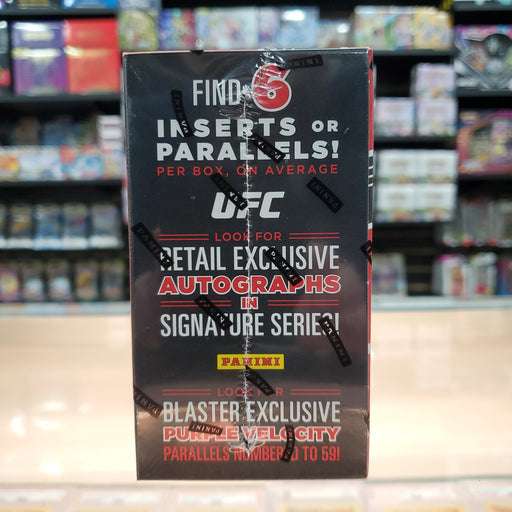 FIND 6
INSERTS OR
PARALLELS!
PER BOX, ON AVERAGE
UFC
LOOK FOR
RETAIL EXCLUSIVE
AUTOGRAPHS
IN
SIGNATURE SERIES!
PANINI
LOOK FOR
BLASTER EXCLUSIVE
PURPLE VELOCITY
PARALLELS NUMBERED TO 59!